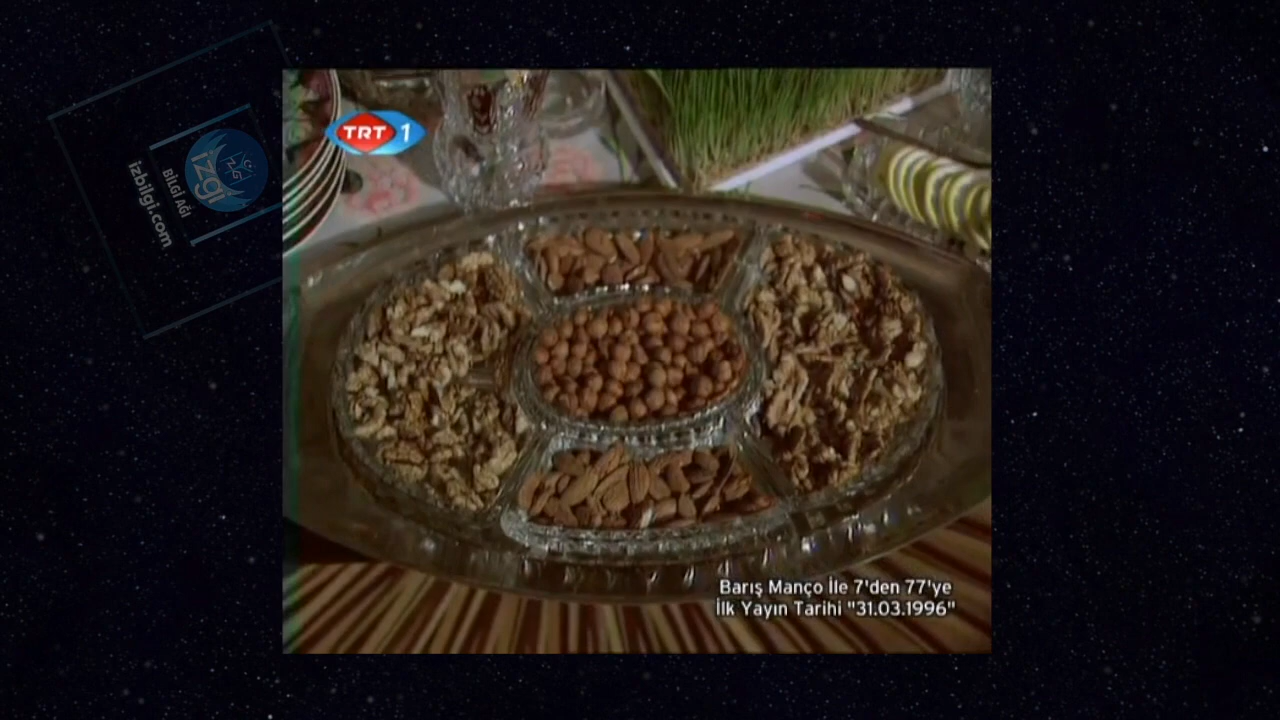 izgi
BİLGİ AĞI
izbilgi.com
TRT 1
Barış Manço İle 7'den 77'ye
İlk Yayın Tarihi "31.03.1996"